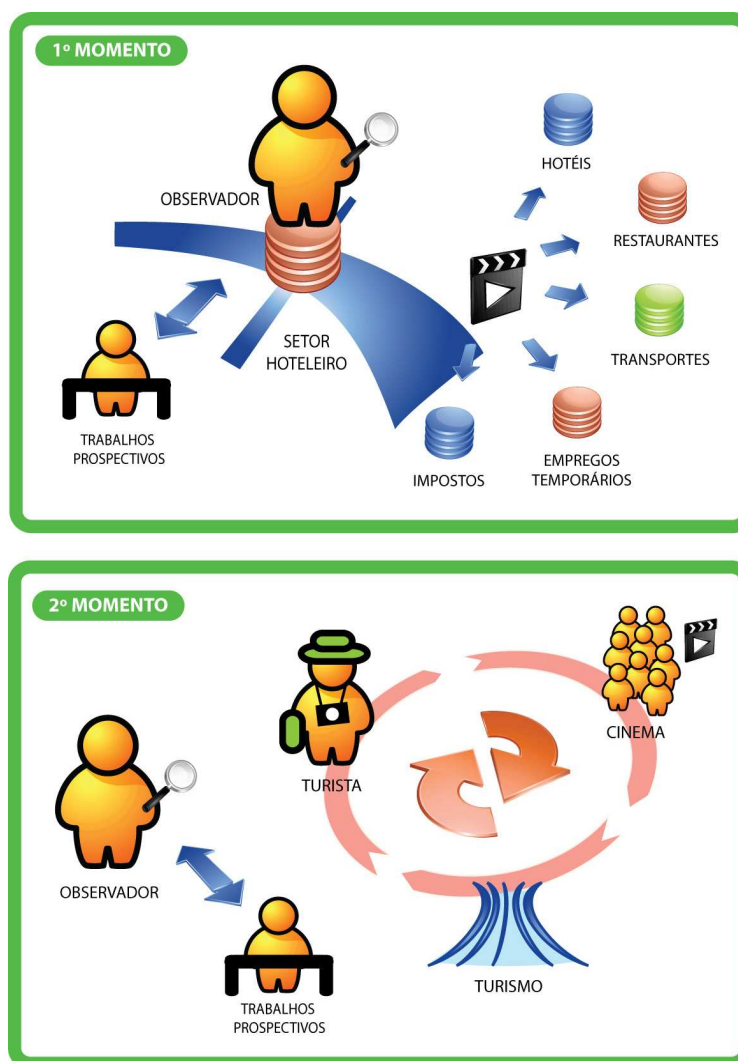 1º MOMENTO
OBSERVADOR
HOTÉIS
RESTAURANTES
SETOR
HOTELEIRO
TRANSPORTES
TRABALHOS
PROSPECTIVOS
IMPOSTOS
EMPREGOS
TEMPORÁRIOS
2º MOMENTO
TURISTA
CINEMA
OBSERVADOR
TURISMO
TRABALHOS
PROSPECTIVOS